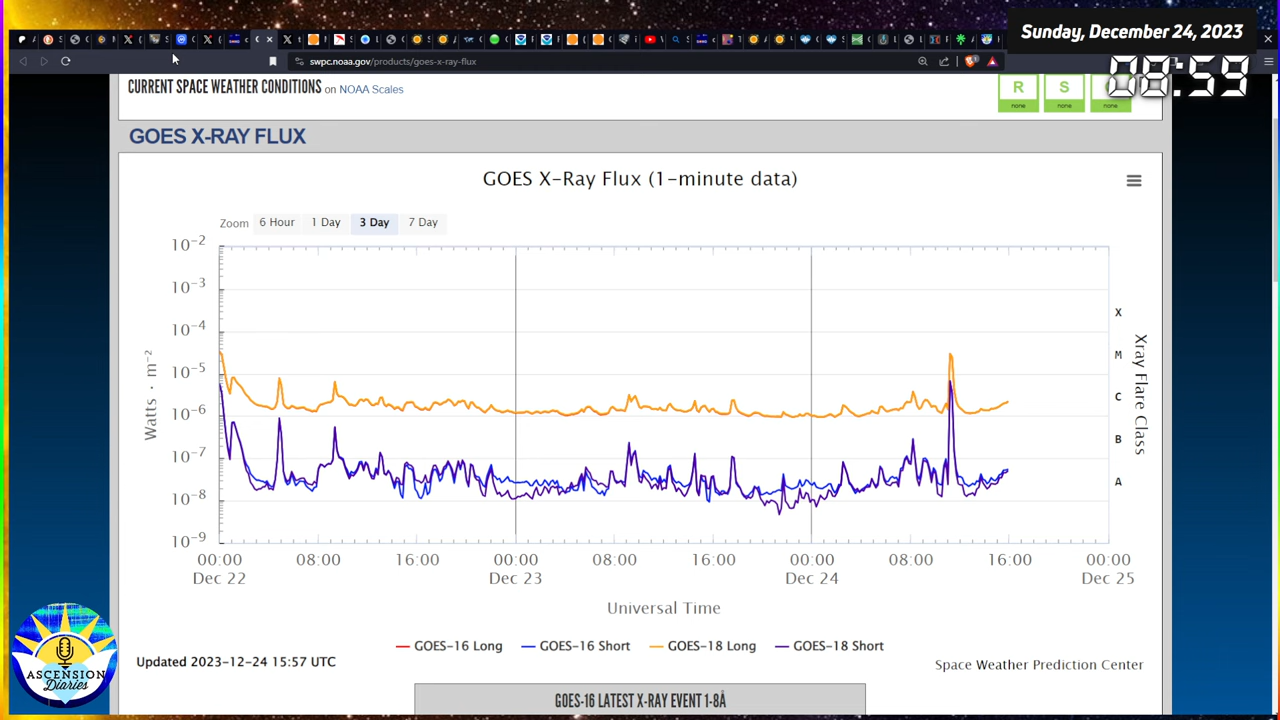 Sunday, December 24, 2023
08:59
swpc.noaa.gov/products/goes-x-ray-flux
CURRENT SPACE WEATHER CONDITIONS on NOAA Scales
R S
none none none
GOES X-RAY FLUX
GOES X-Ray Flux (1-minute data)
Zoom 6 Hour 1 Day 3 Day 7 Day
10⁻²
10⁻³
10⁻⁴
10⁻⁵
10⁻⁶
10⁻⁷
10⁻⁸
10⁻⁹
Watts · m⁻²
X
M
C
B
A
Xray Flare Class
00:00 08:00 16:00 00:00 08:00 16:00 00:00 08:00 16:00 00:00
Dec 22 Dec 23 Dec 24 Dec 25
Universal Time
GOES-16 Long GOES-16 Short GOES-18 Long GOES-18 Short
Updated 2023-12-24 15:57 UTC
Space Weather Prediction Center
GOES-16 LATEST X-RAY EVENT 1-8Å
ASCENSION
Diaries